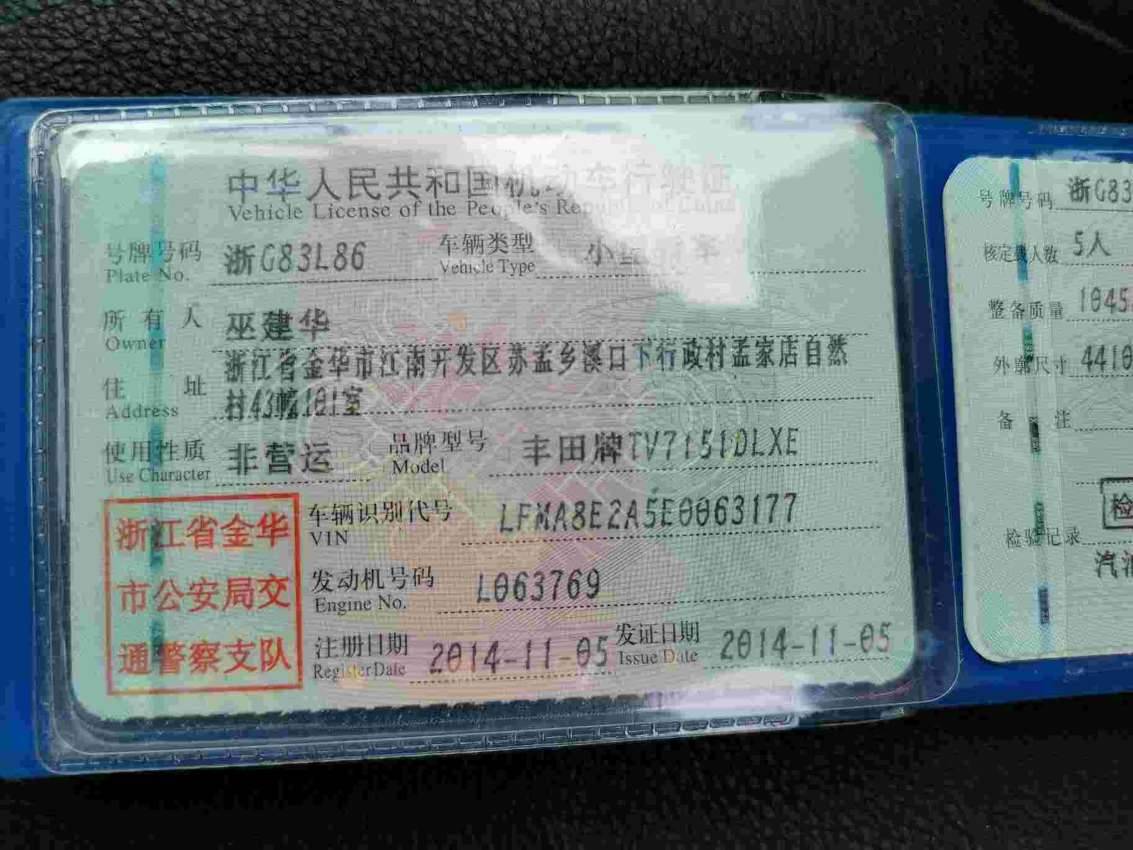 中华人民共和国机动车行驶证
Vehicle License of the People's Republic of China
号牌号码 浙G83L86 车辆类型 小
Plate No. Vehicle Type
所有人 巫建华
Owner
浙江省金华市江南开发区苏孟乡溪口下行政村孟家店自然
住址 村43幢101室
Address
使用性质 非营运 品牌型号 丰田牌TV7151DLXE
Use Character Model
浙江省金华
市公安局交
通警察支队
车辆识别代号 LFMA8E2A5E0063177
VIN
发动机号码 L063769
Engine No.
注册日期 2014-11-05 发证日期 2014-11-05
Register Date Issue Date
号牌号码 浙G83
核定载人数 5人
整备质量 1045
外廓尺寸 4410
备注
检
检验记录
汽油